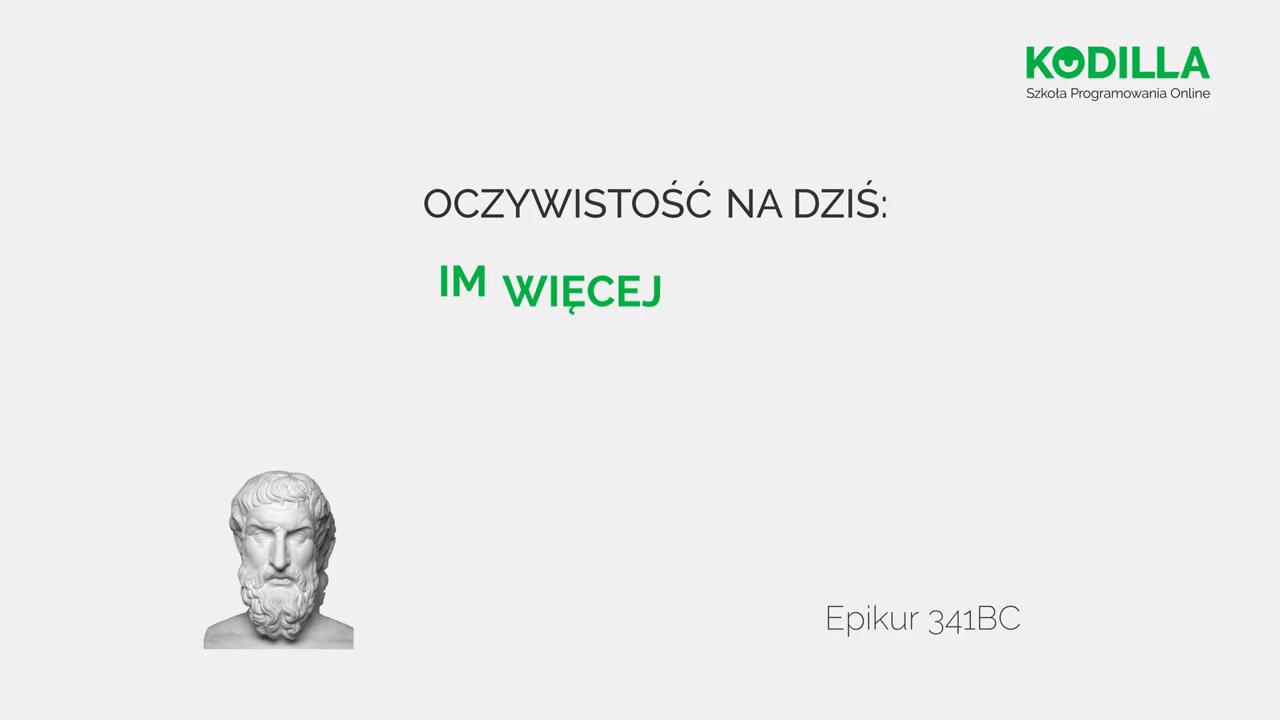 KODILLA
Szkoła Programowania Online
OCZYWISTOŚĆ NA DZIŚ:
IM WIĘCEJ
Epikur 341BC